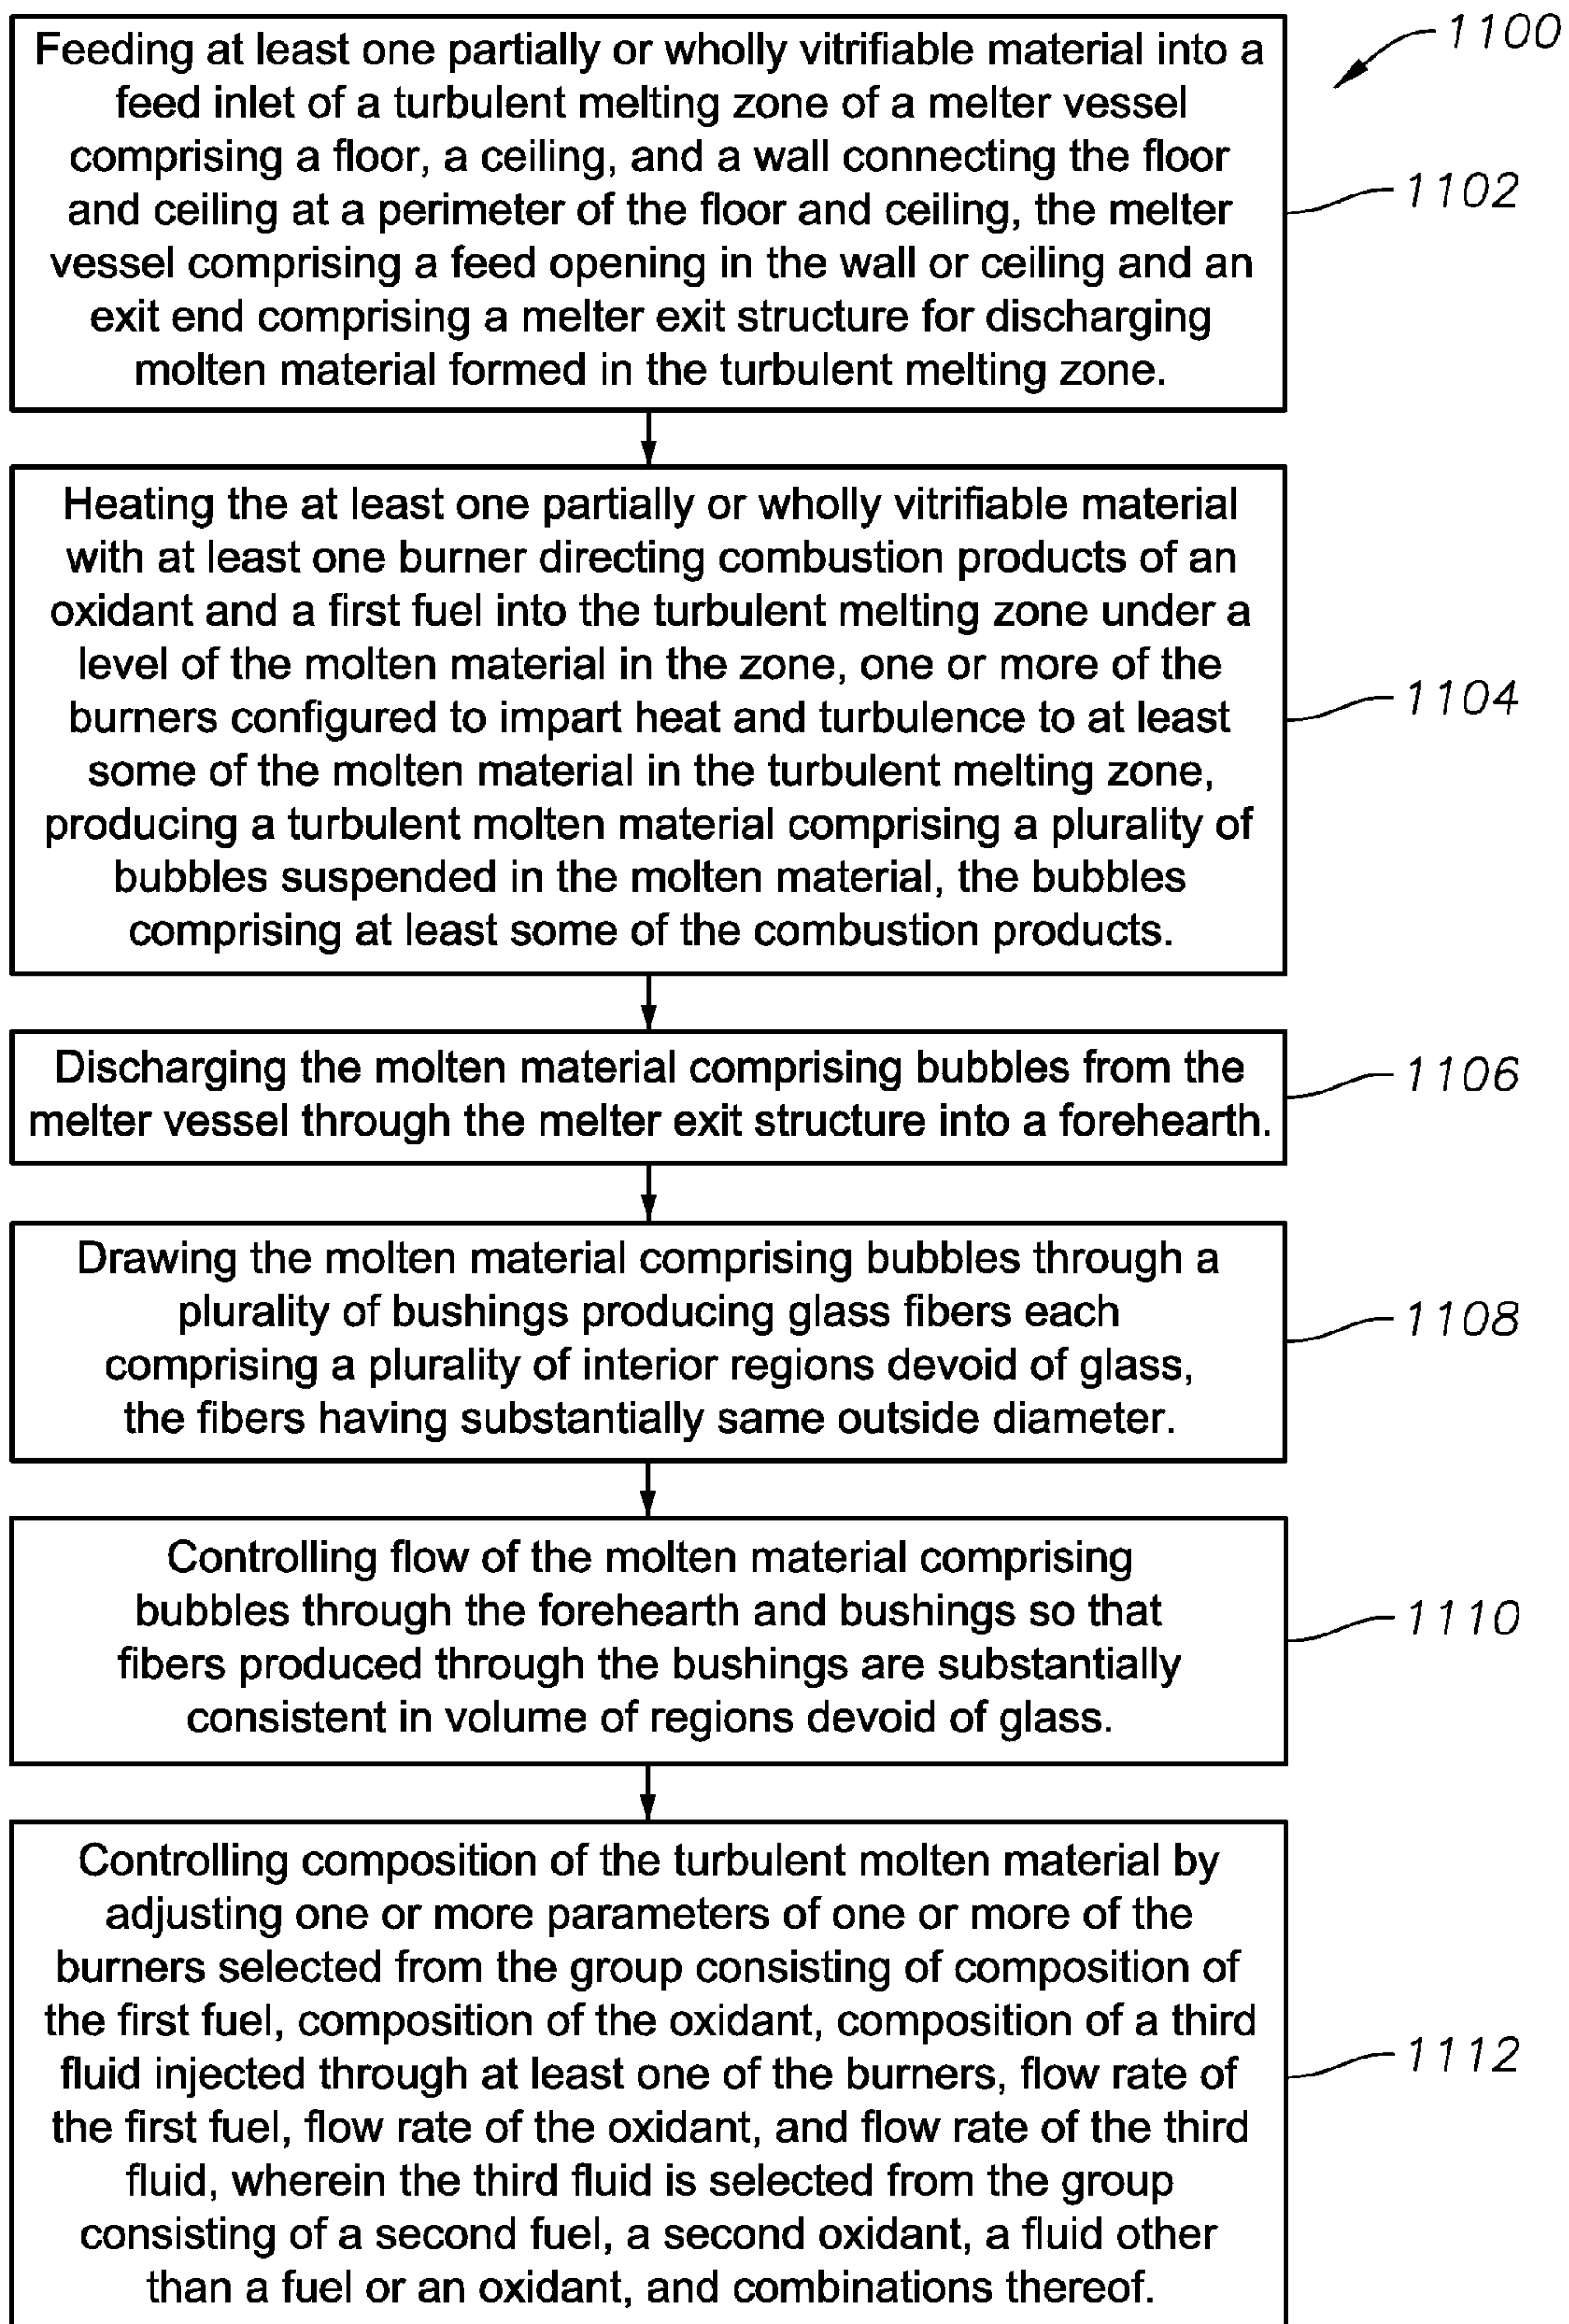 1100
Feeding at least one partially or wholly vitrifiable material into a
feed inlet of a turbulent melting zone of a melter vessel
comprising a floor, a ceiling, and a wall connecting the floor
and ceiling at a perimeter of the floor and ceiling, the melter
vessel comprising a feed opening in the wall or ceiling and an
exit end comprising a melter exit structure for discharging
molten material formed in the turbulent melting zone.
1102
Heating the at least one partially or wholly vitrifiable material
with at least one burner directing combustion products of an
oxidant and a first fuel into the turbulent melting zone under a
level of the molten material in the zone, one or more of the
burners configured to impart heat and turbulence to at least
some of the molten material in the turbulent melting zone,
producing a turbulent molten material comprising a plurality of
bubbles suspended in the molten material, the bubbles
comprising at least some of the combustion products.
1104
Discharging the molten material comprising bubbles from the
melter vessel through the melter exit structure into a forehearth.
1106
Drawing the molten material comprising bubbles through a
plurality of bushings producing glass fibers each
comprising a plurality of interior regions devoid of glass,
the fibers having substantially same outside diameter.
1108
Controlling flow of the molten material comprising
bubbles through the forehearth and bushings so that
fibers produced through the bushings are substantially
consistent in volume of regions devoid of glass.
1110
Controlling composition of the turbulent molten material by
adjusting one or more parameters of one or more of the
burners selected from the group consisting of composition of
the first fuel, composition of the oxidant, composition of a third
fluid injected through at least one of the burners, flow rate of
the first fuel, flow rate of the oxidant, and flow rate of the third
fluid, wherein the third fluid is selected from the group
consisting of a second fuel, a second oxidant, a fluid other
than a fuel or an oxidant, and combinations thereof.
1112